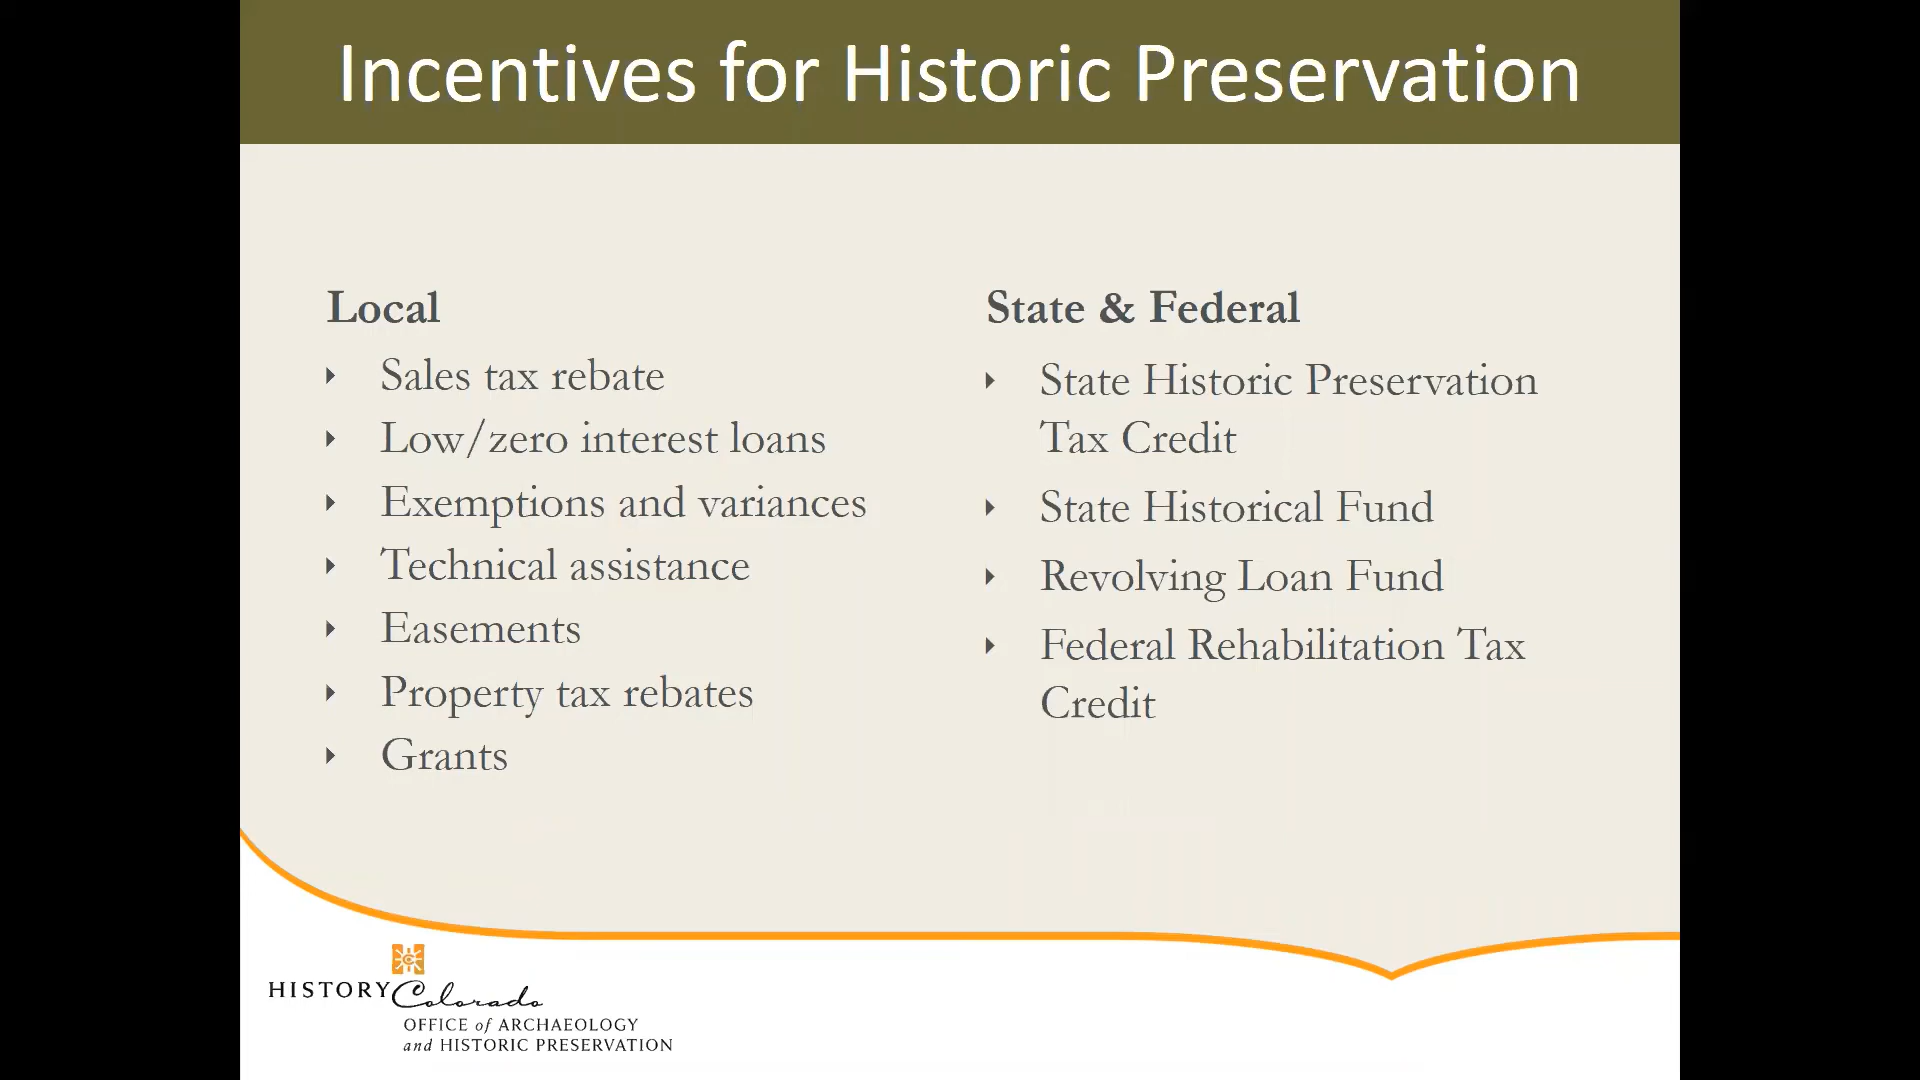 Incentives for Historic Preservation
Local
Sales tax rebate
Low/zero interest loans
Exemptions and variances
Technical assistance
Easements
Property tax rebates
Grants
State & Federal
State Historic Preservation
Tax Credit
State Historical Fund
Revolving Loan Fund
Federal Rehabilitation Tax
Credit
HISTORY Colorado
OFFICE of ARCHAEOLOGY
and HISTORIC PRESERVATION